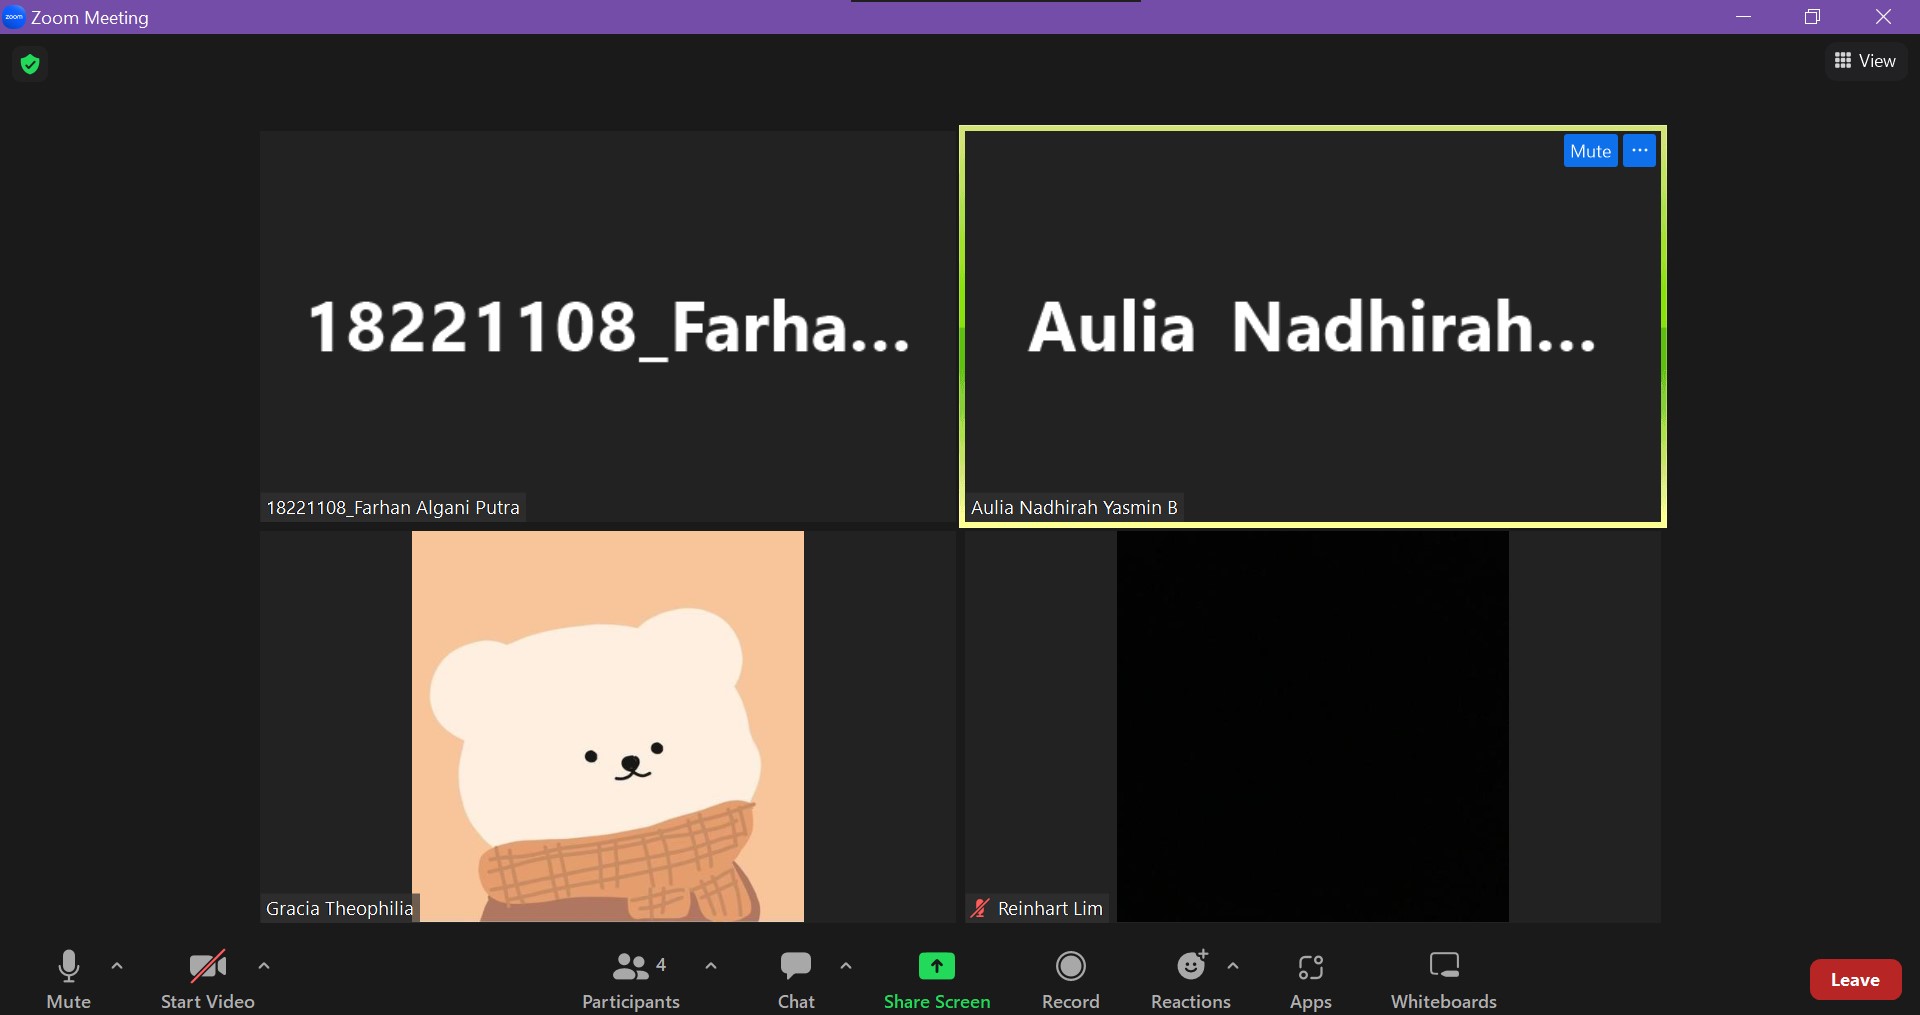 zoom Zoom Meeting
View
Mute ...
18221108_Farha...
Aulia Nadhirah...
18221108_Farhan Algani Putra
Aulia Nadhirah Yasmin B
Gracia Theophilia
Reinhart Lim
4
Mute Start Video Participants Chat Share Screen Record Reactions Apps Whiteboards Leave